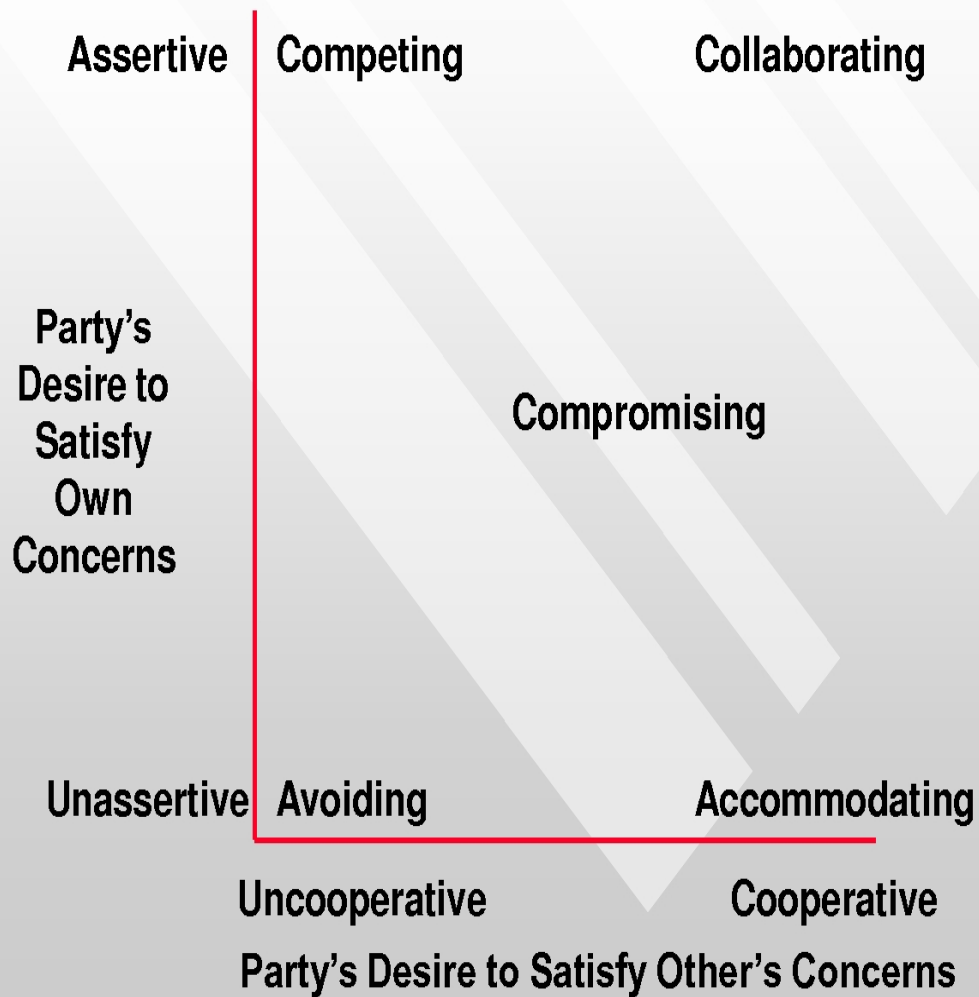 Assertive
Competing
Collaborating
Party's
Desire to
Satisfy
Own
Concerns
Compromising
Unassertive
Avoiding
Accommodating
Uncooperative
Cooperative
Party's Desire to Satisfy Other's Concerns